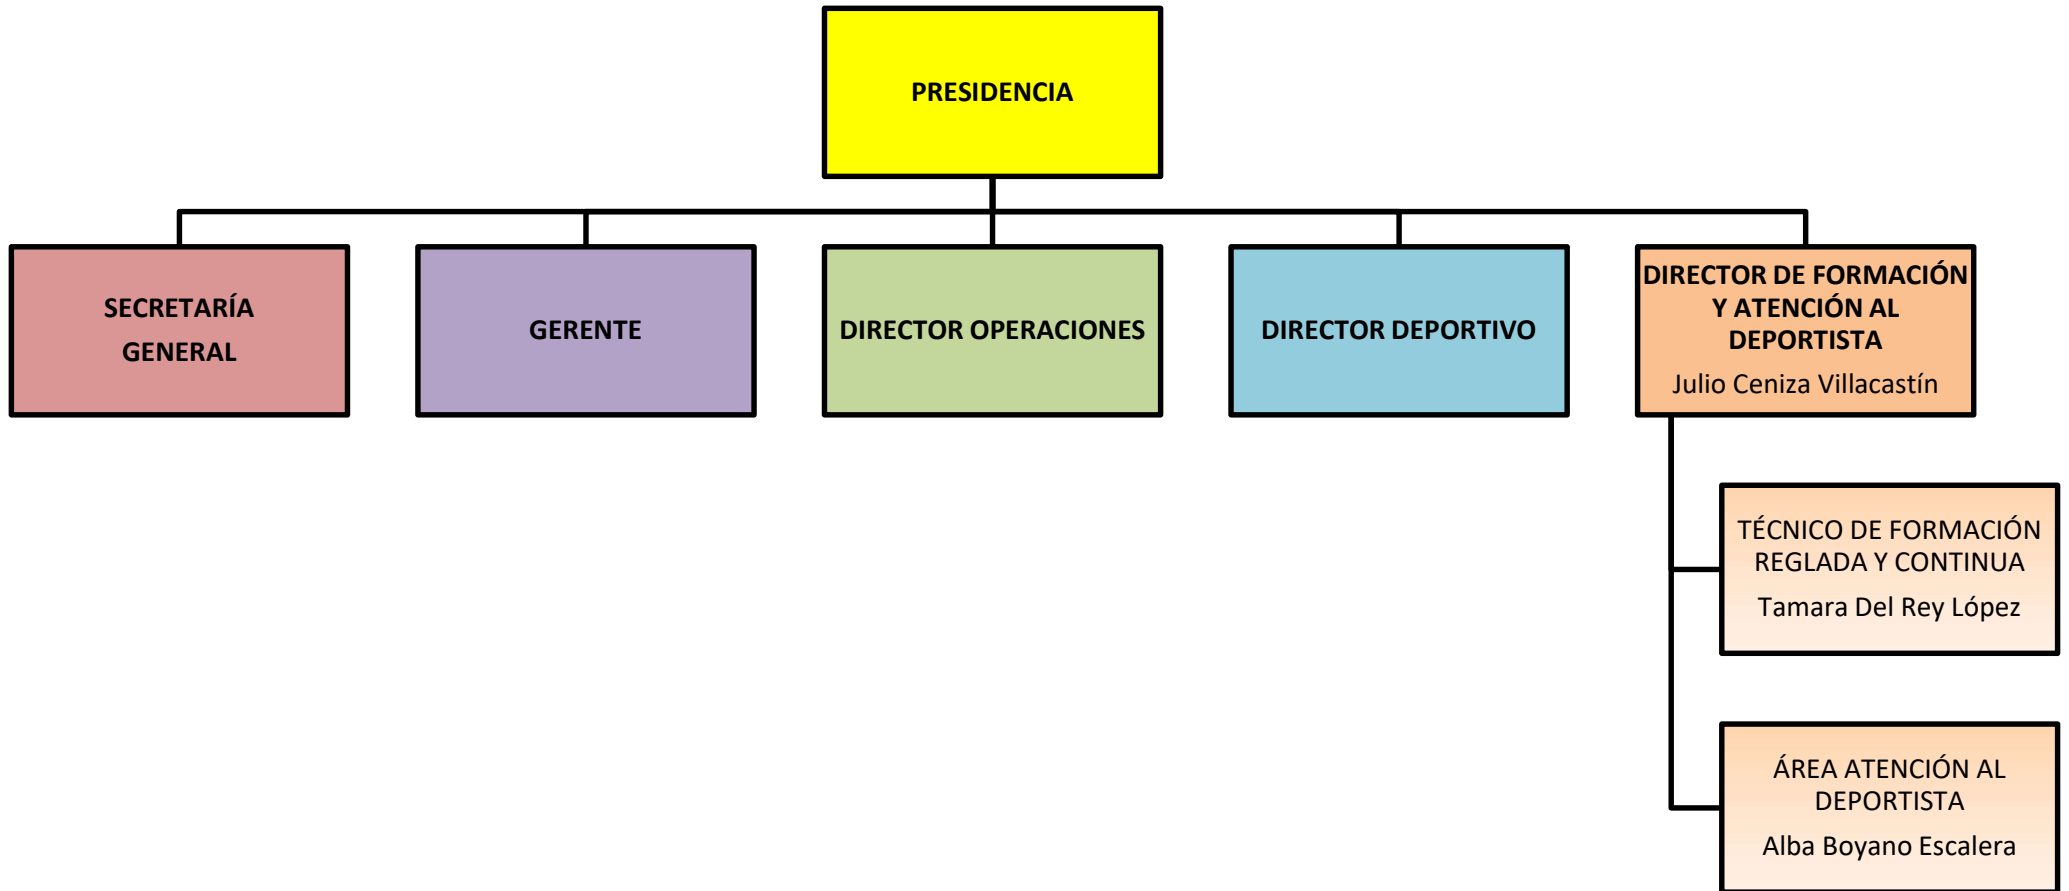 PRESIDENCIA
SECRETARÍA
GENERAL
GERENTE
DIRECTOR OPERACIONES
DIRECTOR DEPORTIVO
DIRECTOR DE FORMACIÓN
Y ATENCIÓN AL
DEPORTISTA
Julio Ceniza Villacastín
TÉCNICO DE FORMACIÓN
REGLADA Y CONTINUA
Tamara Del Rey López
ÁREA ATENCIÓN AL
DEPORTISTA
Alba Boyano Escalera